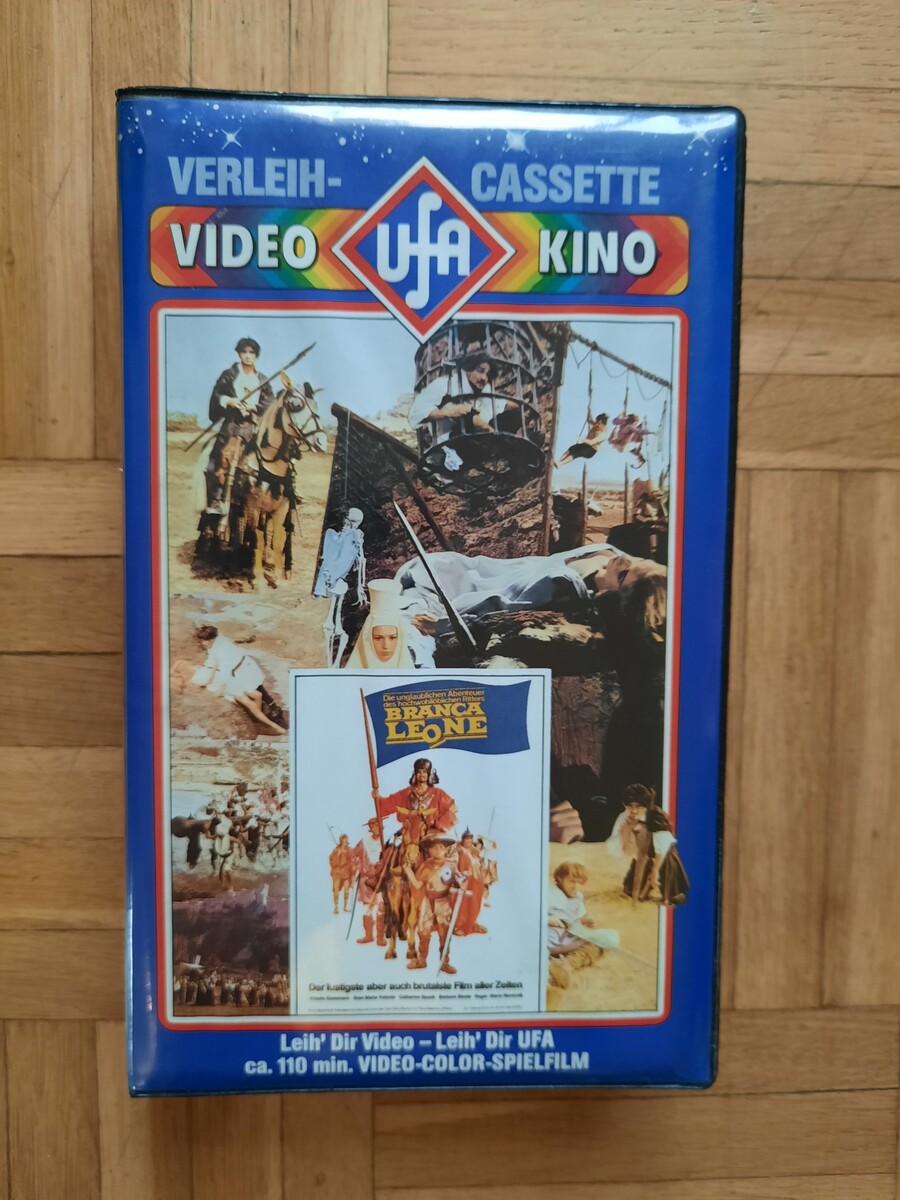 VERLEIH- CASSETTE
VIDEO UFA KINO
Die unglaublichen Abenteuer
des hochwohllöblichen Ritters
BRANCA
LEONE
Der lustigste aber auch brutalste Film aller Zeiten
Leih' Dir Video – Leih' Dir UFA
ca. 110 min. VIDEO-COLOR-SPIELFILM